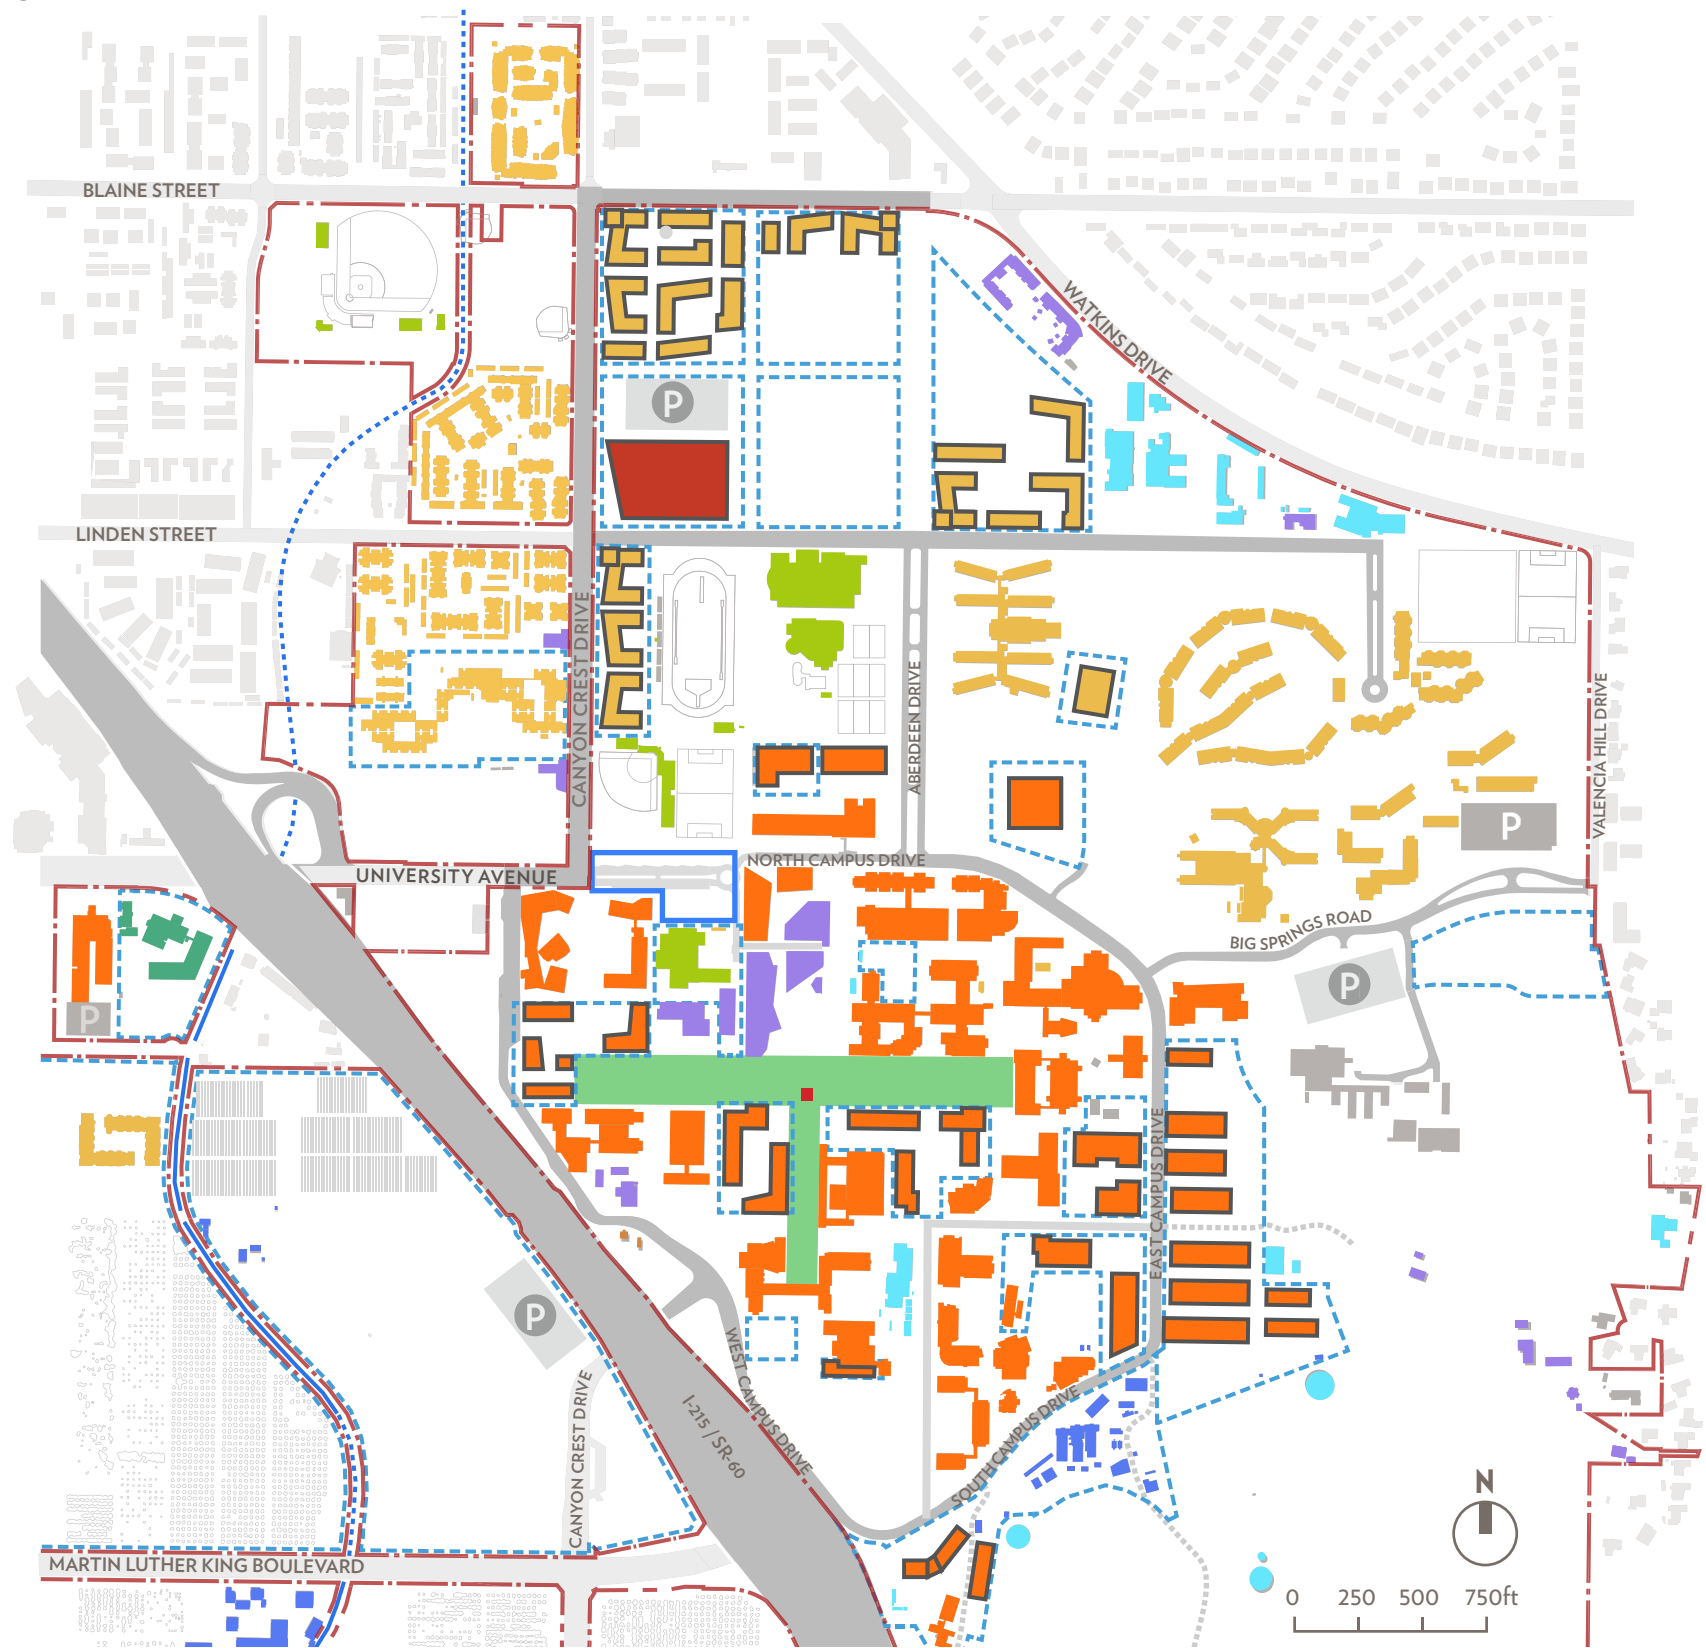 BLAINE STREET
WATKINS DRIVE
P
LINDEN STREET
CANYON CREST DRIVE
ABERDEEN DRIVE
VALENCIA HILL DRIVE
P
NORTH CAMPUS DRIVE
UNIVERSITY AVENUE
BIG SPRINGS ROAD
P
P
EAST CAMPUS DRIVE
P
WEST CAMPUS DRIVE
I-215 / SR-60
CANYON CREST DRIVE
SOUTH CAMPUS DRIVE
MARTIN LUTHER KING BOULEVARD
N
0 250 500 750ft